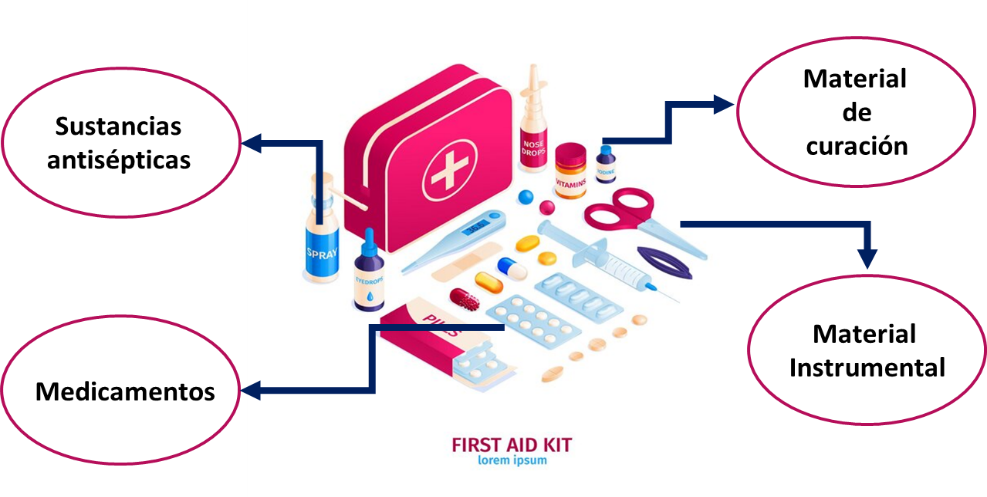 Sustancias
antisépticas
Material
de
curación
NOSE
DROPS
VITAMINS
IODINE
SPRAY
EYEDROPS
PILLS
Medicamentos
Material
Instrumental
FIRST AID KIT
lorem ipsum